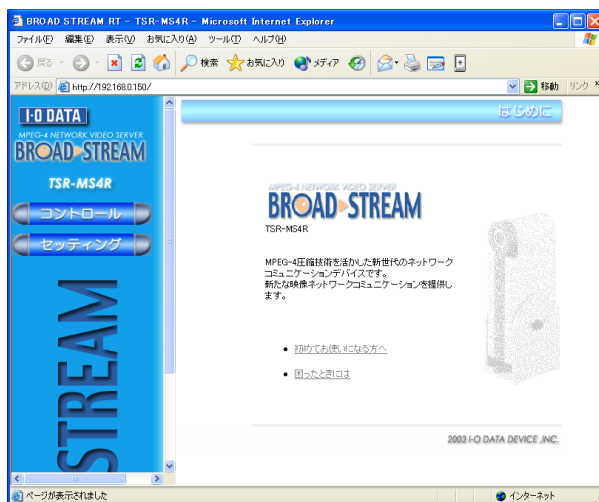 BROAD STREAM RT - TSR-MS4R - Microsoft Internet Explorer
ファイル(F) 編集(E) 表示(V) お気に入り(A) ツール(T) ヘルプ(H)
戻る 検索 お気に入り メディア
アドレス(D) http://192.168.0.150/ 移動 リンク »
I-O DATA
MPEG-4 NETWORK VIDEO SERVER
BROAD STREAM
TSR-MS4R
コントロール
セッティング
STREAM
はじめに
MPEG-4 NETWORK VIDEO SERVER
BROAD STREAM
TSR-MS4R
MPEG-4圧縮技術を活かした新世代のネットワーク
コミュニケーションデバイスです。
新たな映像ネットワークコミュニケーションを提供し
ます。
初めてお使いになる方へ
困ったときには
2003 I-O DATA DEVICE ,INC.
ページが表示されました インターネット